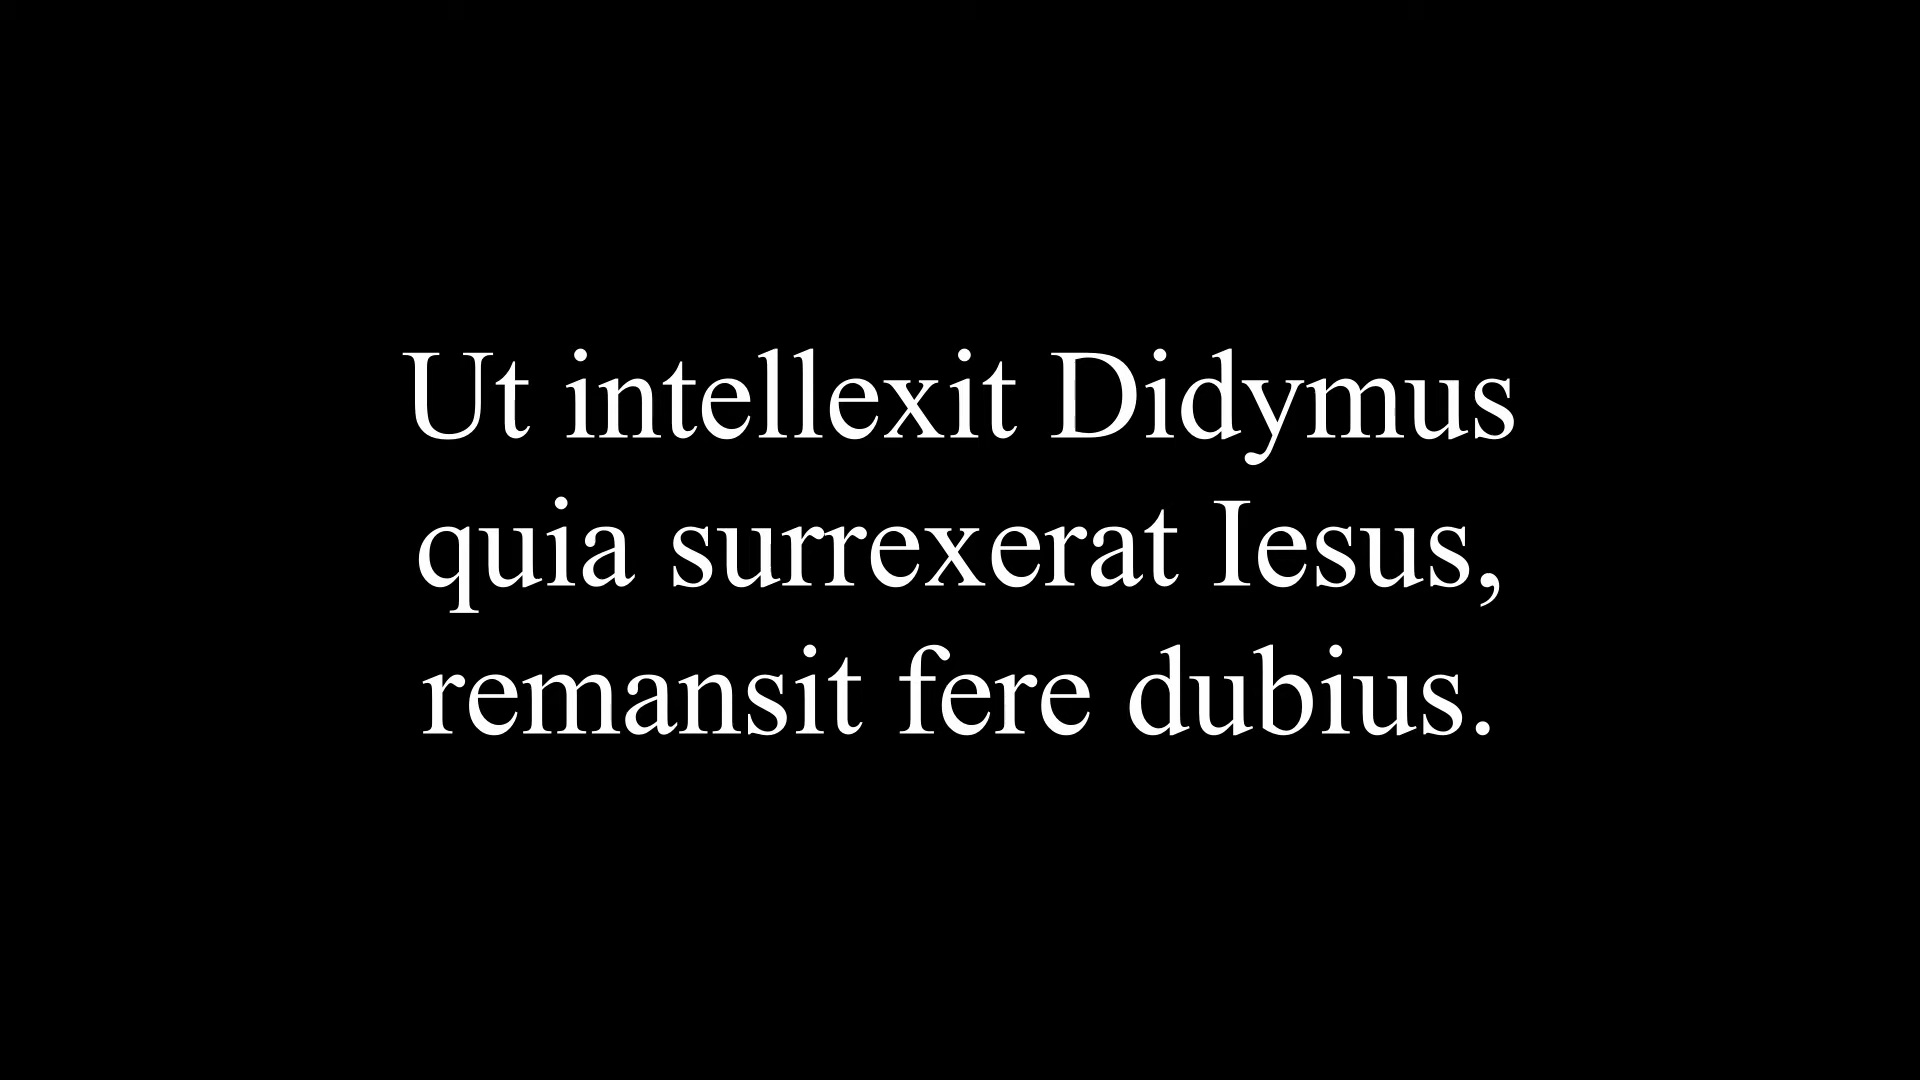 Ut intellexit Didymus
quia surrexerat Iesus,
remansit fere dubius.